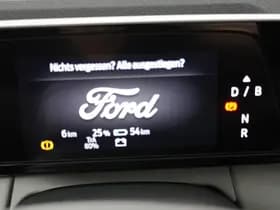 Nichts vergessen? Alle ausgestiegen?
Ford
6 km 25 % 54 km
80%
D / B
N
R